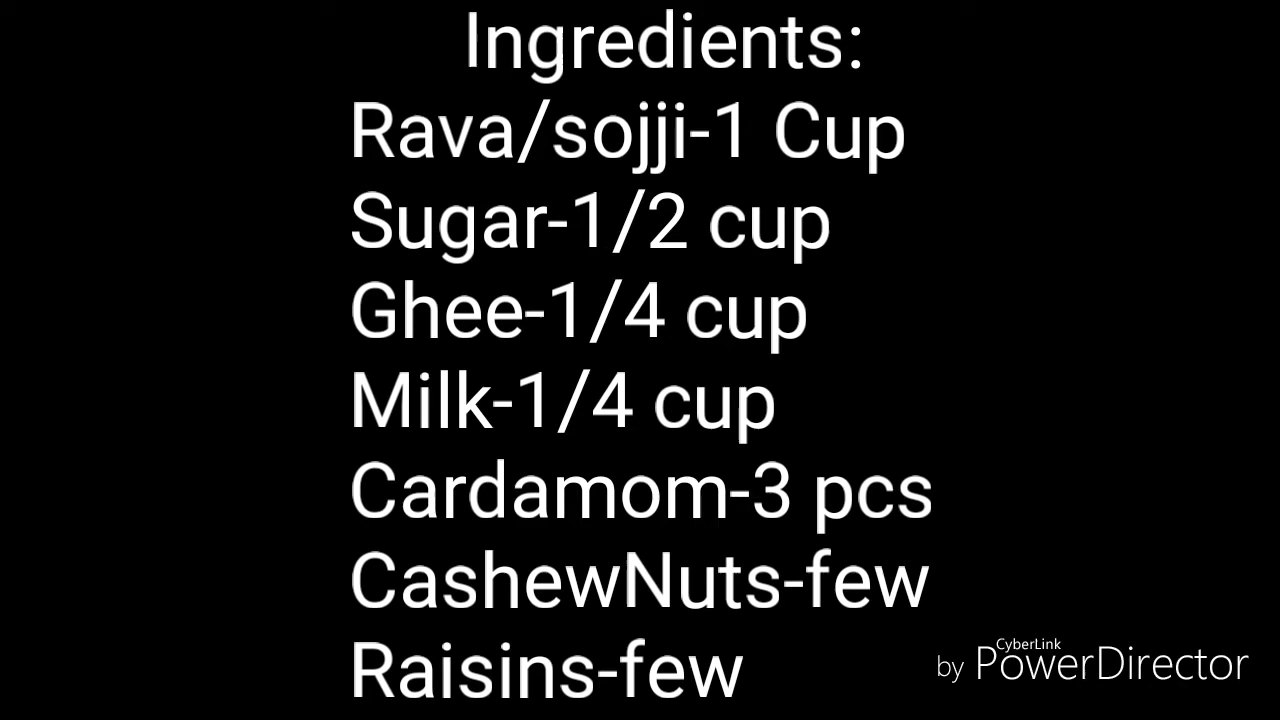 Ingredients:
Rava/sojji-1 Cup
Sugar-1/2 cup
Ghee-1/4 cup
Milk-1/4 cup
Cardamom-3 pcs
CashewNuts-few
Raisins-few
CyberLink
by PowerDirector